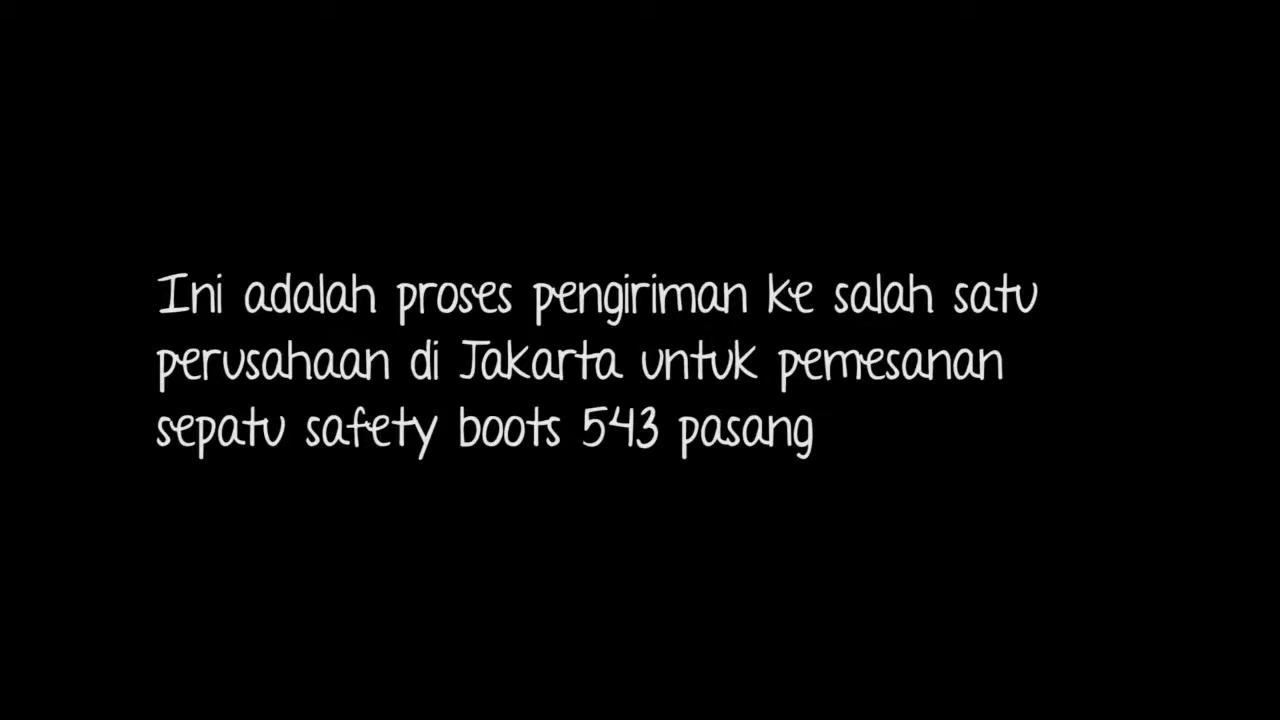 Ini adalah proses pengiriman ke salah satu
perusahaan di Jakarta untuk pemesanan
sepatu safety boots 543 pasang